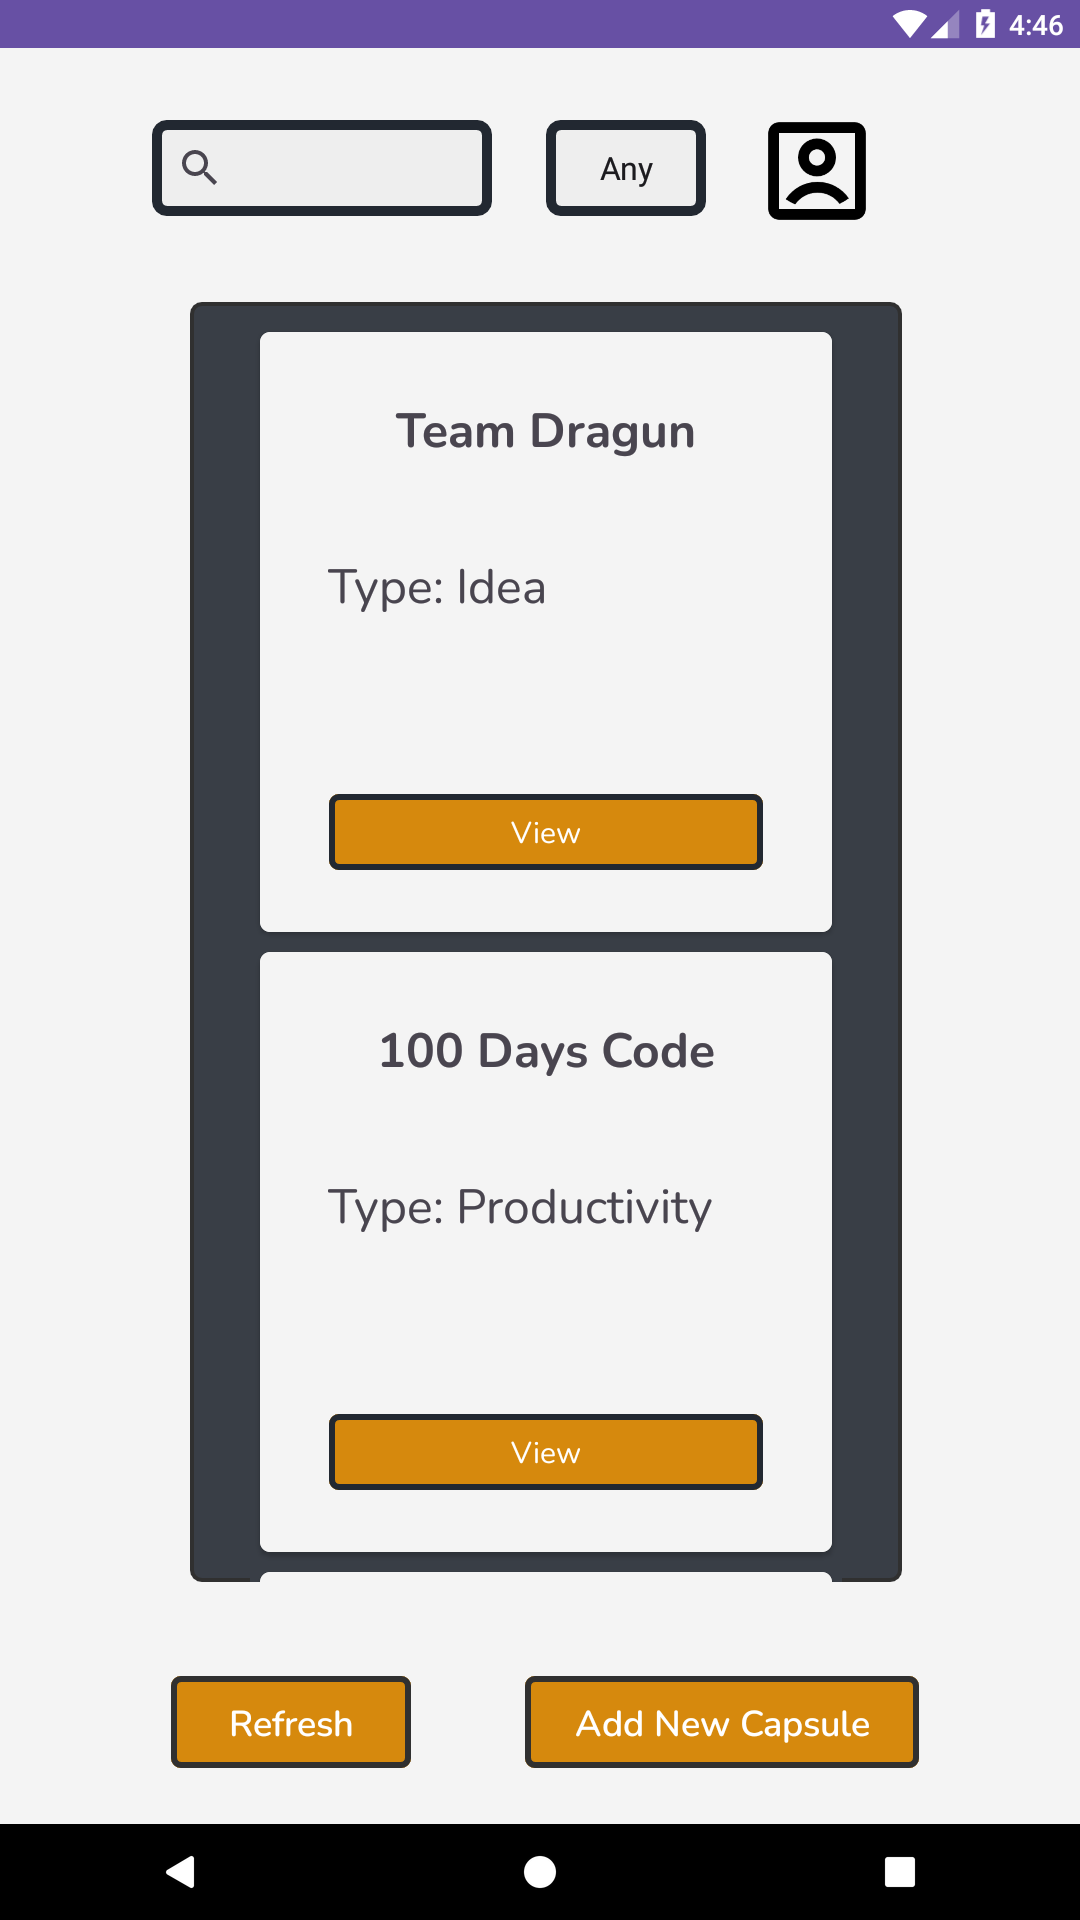 4:46
Any
Team Dragun
Type: Idea
View
100 Days Code
Type: Productivity
View
Refresh
Add New Capsule